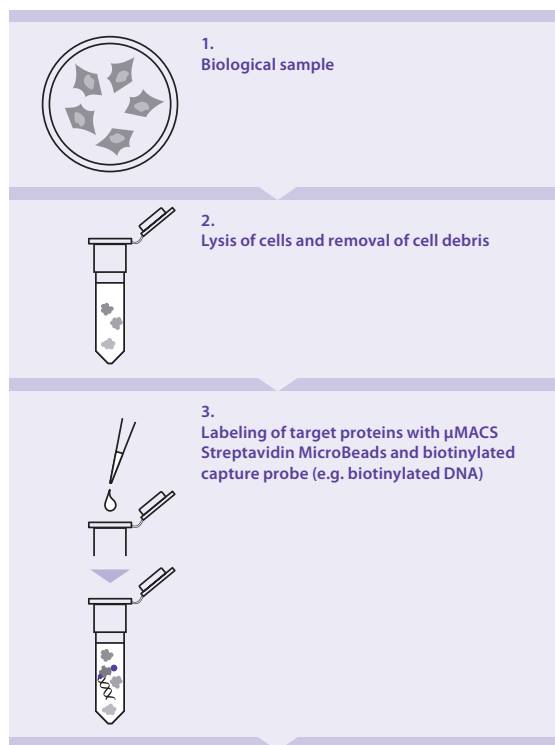 1.
Biological sample
2.
Lysis of cells and removal of cell debris
3.
Labeling of target proteins with µMACS
Streptavidin MicroBeads and biotinylated
capture probe (e.g. biotinylated DNA)